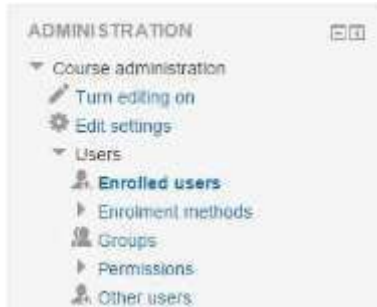 ADMINISTRATION
Course administration
Turn editing on
Edit settings
Users
Enrolled users
Enrolment methods
Groups
Permissions
Other users